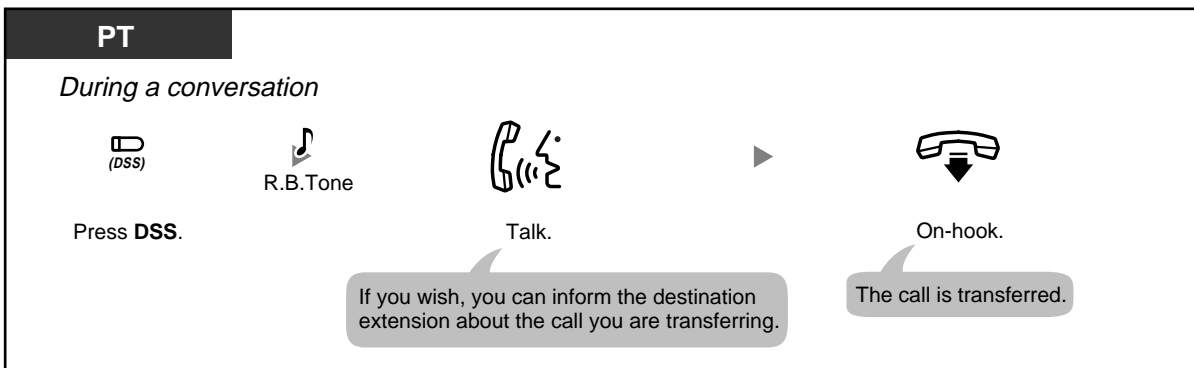 PT
During a conversation
(DSS)
R.B.Tone
Press DSS.
Talk.
On-hook.
If you wish, you can inform the destination
extension about the call you are transferring.
The call is transferred.